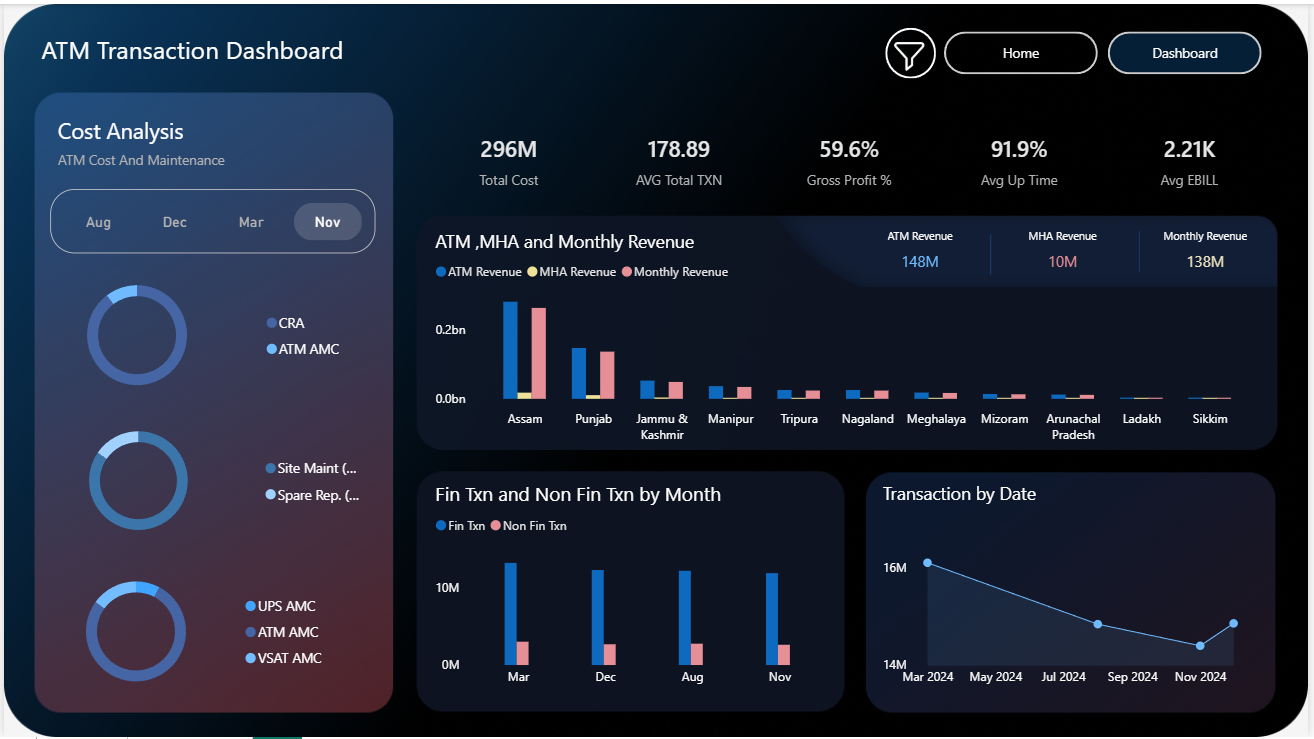 ATM Transaction Dashboard
Home
Dashboard
Cost Analysis
ATM Cost And Maintenance
Aug Dec Mar Nov
CRA
ATM AMC
Site Maint (...
Spare Rep. (...
UPS AMC
ATM AMC
VSAT AMC
296M
Total Cost
178.89
AVG Total TXN
59.6%
Gross Profit %
91.9%
Avg Up Time
2.21K
Avg EBILL
ATM ,MHA and Monthly Revenue
ATM Revenue MHA Revenue Monthly Revenue
ATM Revenue
148M
MHA Revenue
10M
Monthly Revenue
138M
0.2bn
0.0bn
Assam
Punjab
Jammu &
Kashmir
Manipur
Tripura
Nagaland
Meghalaya
Mizoram
Arunachal
Pradesh
Ladakh
Sikkim
Fin Txn and Non Fin Txn by Month
Fin Txn Non Fin Txn
10M
0M
Mar Dec Aug Nov
Transaction by Date
16M
14M
Mar 2024 May 2024 Jul 2024 Sep 2024 Nov 2024